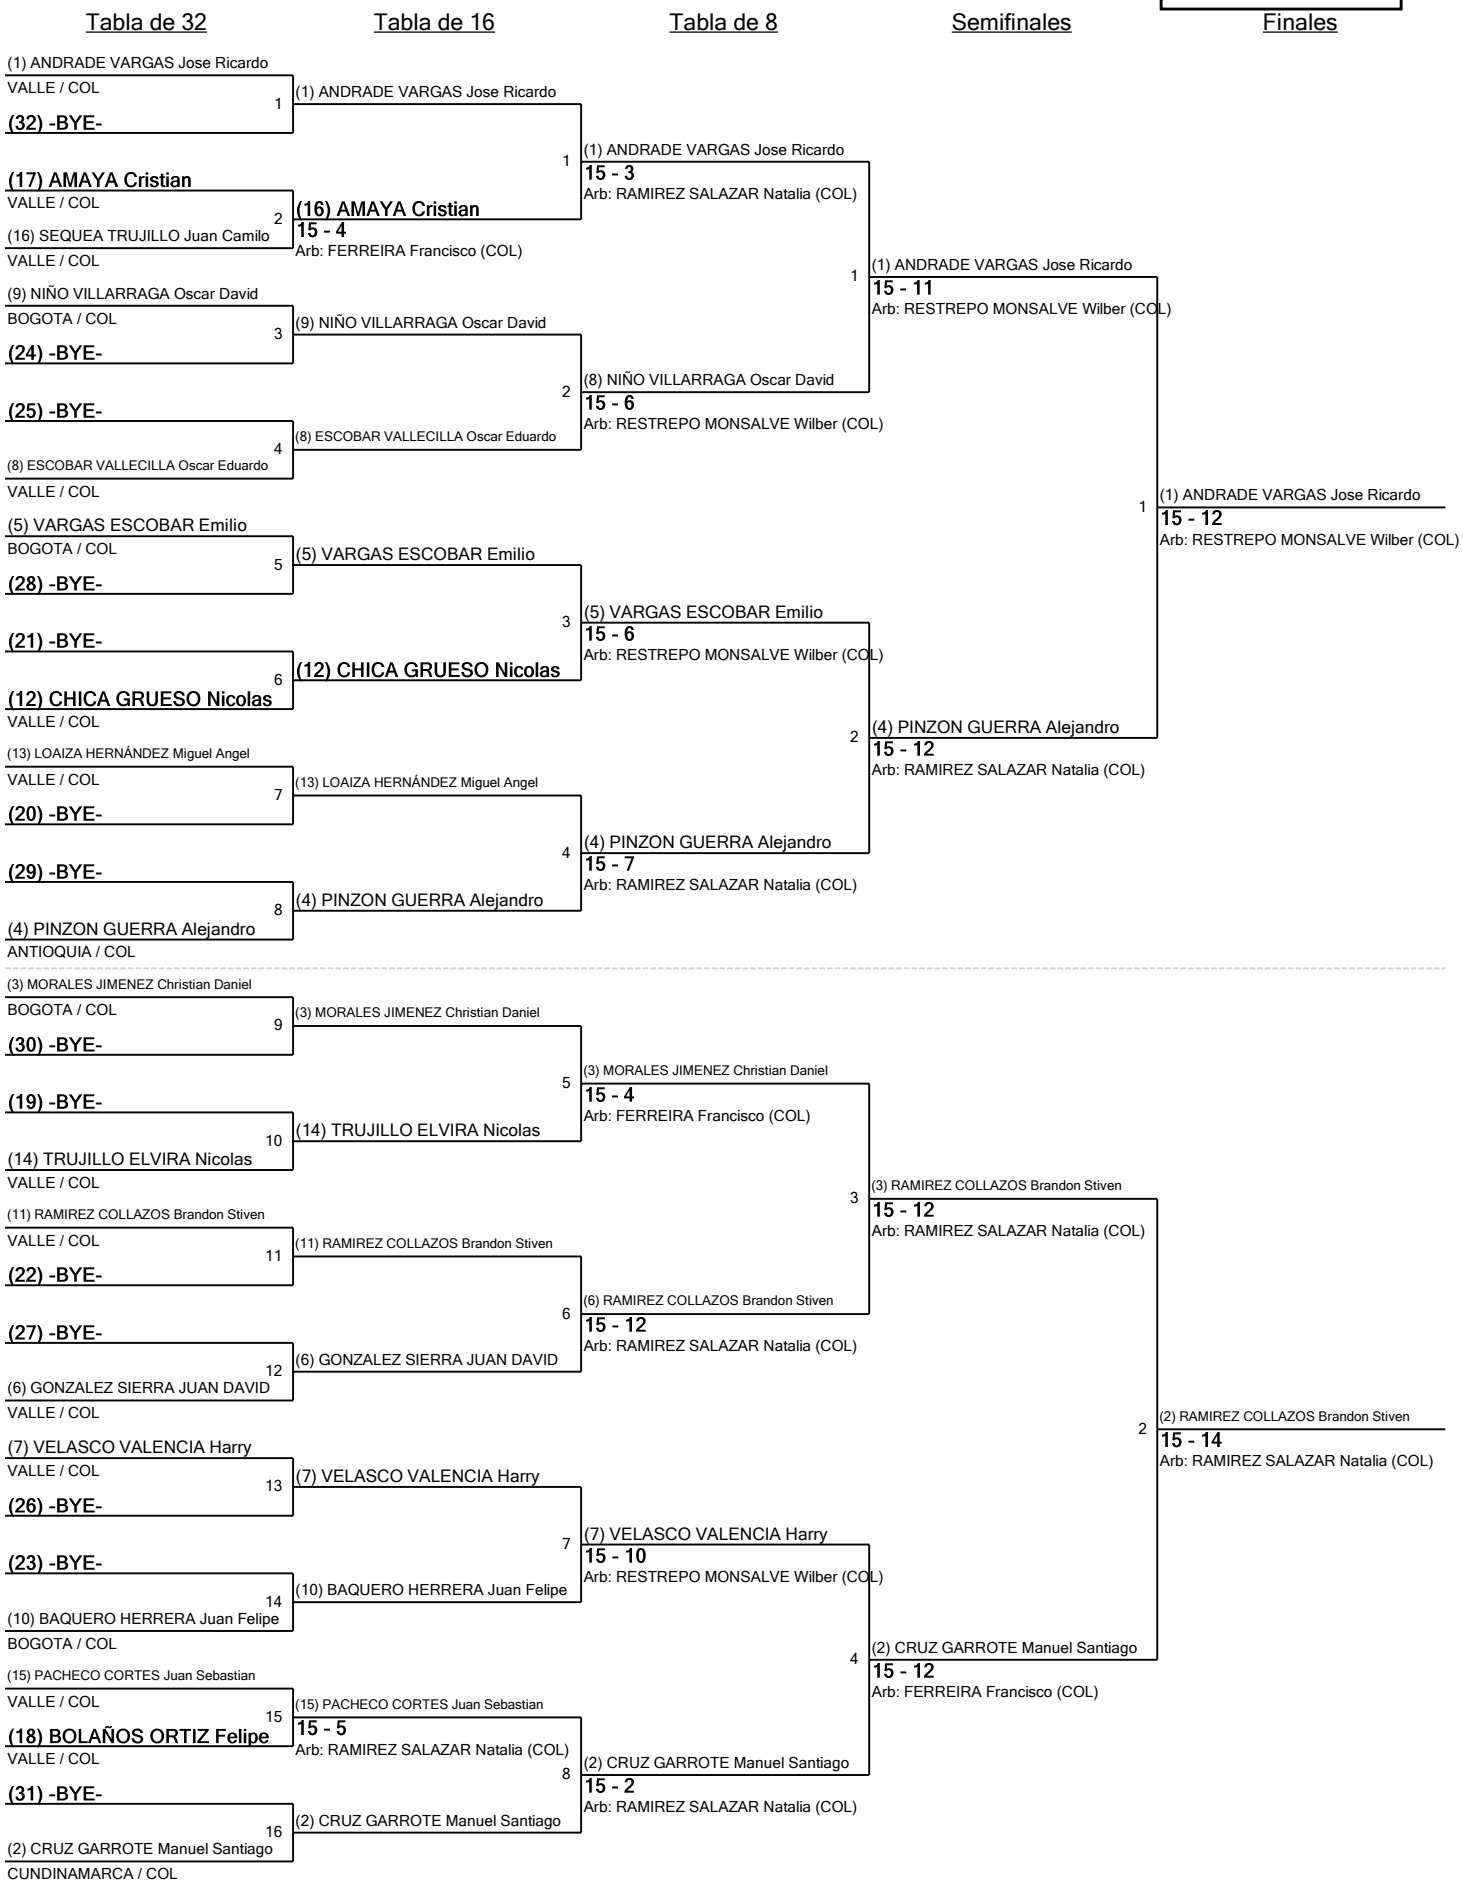 Tabla de 32
Tabla de 16
Tabla de 8
Semifinales
Finales
(1) ANDRADE VARGAS Jose Ricardo
VALLE / COL
1
(32) -BYE-
(17) AMAYA Cristian
VALLE / COL
2
(16) SEQUEA TRUJILLO Juan Camilo
VALLE / COL
(9) NIÑO VILLARRAGA Oscar David
BOGOTA / COL
3
(24) -BYE-
(25) -BYE-
4
(8) ESCOBAR VALLECILLA Oscar Eduardo
VALLE / COL
(5) VARGAS ESCOBAR Emilio
BOGOTA / COL
5
(28) -BYE-
(21) -BYE-
6
(12) CHICA GRUESO Nicolas
VALLE / COL
(13) LOAIZA HERNÁNDEZ Miguel Angel
VALLE / COL
7
(20) -BYE-
(29) -BYE-
8
(4) PINZON GUERRA Alejandro
ANTIOQUIA / COL
(3) MORALES JIMENEZ Christian Daniel
BOGOTA / COL
9
(30) -BYE-
(19) -BYE-
10
(14) TRUJILLO ELVIRA Nicolas
VALLE / COL
(11) RAMIREZ COLLAZOS Brandon Stiven
VALLE / COL
11
(22) -BYE-
(27) -BYE-
12
(6) GONZALEZ SIERRA JUAN DAVID
VALLE / COL
(7) VELASCO VALENCIA Harry
VALLE / COL
13
(26) -BYE-
(23) -BYE-
14
(10) BAQUERO HERRERA Juan Felipe
BOGOTA / COL
(15) PACHECO CORTES Juan Sebastian
VALLE / COL
15
(18) BOLAÑOS ORTIZ Felipe
VALLE / COL
(31) -BYE-
16
(2) CRUZ GARROTE Manuel Santiago
CUNDINAMARCA / COL
(1) ANDRADE VARGAS Jose Ricardo
1
(16) AMAYA Cristian
15 - 4
Arb: FERREIRA Francisco (COL)
(9) NIÑO VILLARRAGA Oscar David
2
(8) ESCOBAR VALLECILLA Oscar Eduardo
(5) VARGAS ESCOBAR Emilio
3
(12) CHICA GRUESO Nicolas
(13) LOAIZA HERNÁNDEZ Miguel Angel
4
(4) PINZON GUERRA Alejandro
(3) MORALES JIMENEZ Christian Daniel
5
(14) TRUJILLO ELVIRA Nicolas
(11) RAMIREZ COLLAZOS Brandon Stiven
6
(6) GONZALEZ SIERRA JUAN DAVID
(7) VELASCO VALENCIA Harry
7
(10) BAQUERO HERRERA Juan Felipe
(15) PACHECO CORTES Juan Sebastian
15 - 5
Arb: RAMIREZ SALAZAR Natalia (COL)
8
(2) CRUZ GARROTE Manuel Santiago
(1) ANDRADE VARGAS Jose Ricardo
15 - 3
Arb: RAMIREZ SALAZAR Natalia (COL)
1
(8) NIÑO VILLARRAGA Oscar David
15 - 6
Arb: RESTREPO MONSALVE Wilber (COL)
(5) VARGAS ESCOBAR Emilio
15 - 6
Arb: RESTREPO MONSALVE Wilber (COL)
2
(4) PINZON GUERRA Alejandro
15 - 7
Arb: RAMIREZ SALAZAR Natalia (COL)
(3) MORALES JIMENEZ Christian Daniel
15 - 4
Arb: FERREIRA Francisco (COL)
3
(6) RAMIREZ COLLAZOS Brandon Stiven
15 - 12
Arb: RAMIREZ SALAZAR Natalia (COL)
(7) VELASCO VALENCIA Harry
15 - 10
Arb: RESTREPO MONSALVE Wilber (COL)
4
(2) CRUZ GARROTE Manuel Santiago
15 - 2
Arb: RAMIREZ SALAZAR Natalia (COL)
(1) ANDRADE VARGAS Jose Ricardo
15 - 11
Arb: RESTREPO MONSALVE Wilber (COL)
1
(4) PINZON GUERRA Alejandro
15 - 12
Arb: RAMIREZ SALAZAR Natalia (COL)
(3) RAMIREZ COLLAZOS Brandon Stiven
15 - 12
Arb: RAMIREZ SALAZAR Natalia (COL)
2
(2) CRUZ GARROTE Manuel Santiago
15 - 12
Arb: FERREIRA Francisco (COL)
(1) ANDRADE VARGAS Jose Ricardo
15 - 12
Arb: RESTREPO MONSALVE Wilber (COL)
(2) RAMIREZ COLLAZOS Brandon Stiven
15 - 14
Arb: RAMIREZ SALAZAR Natalia (COL)